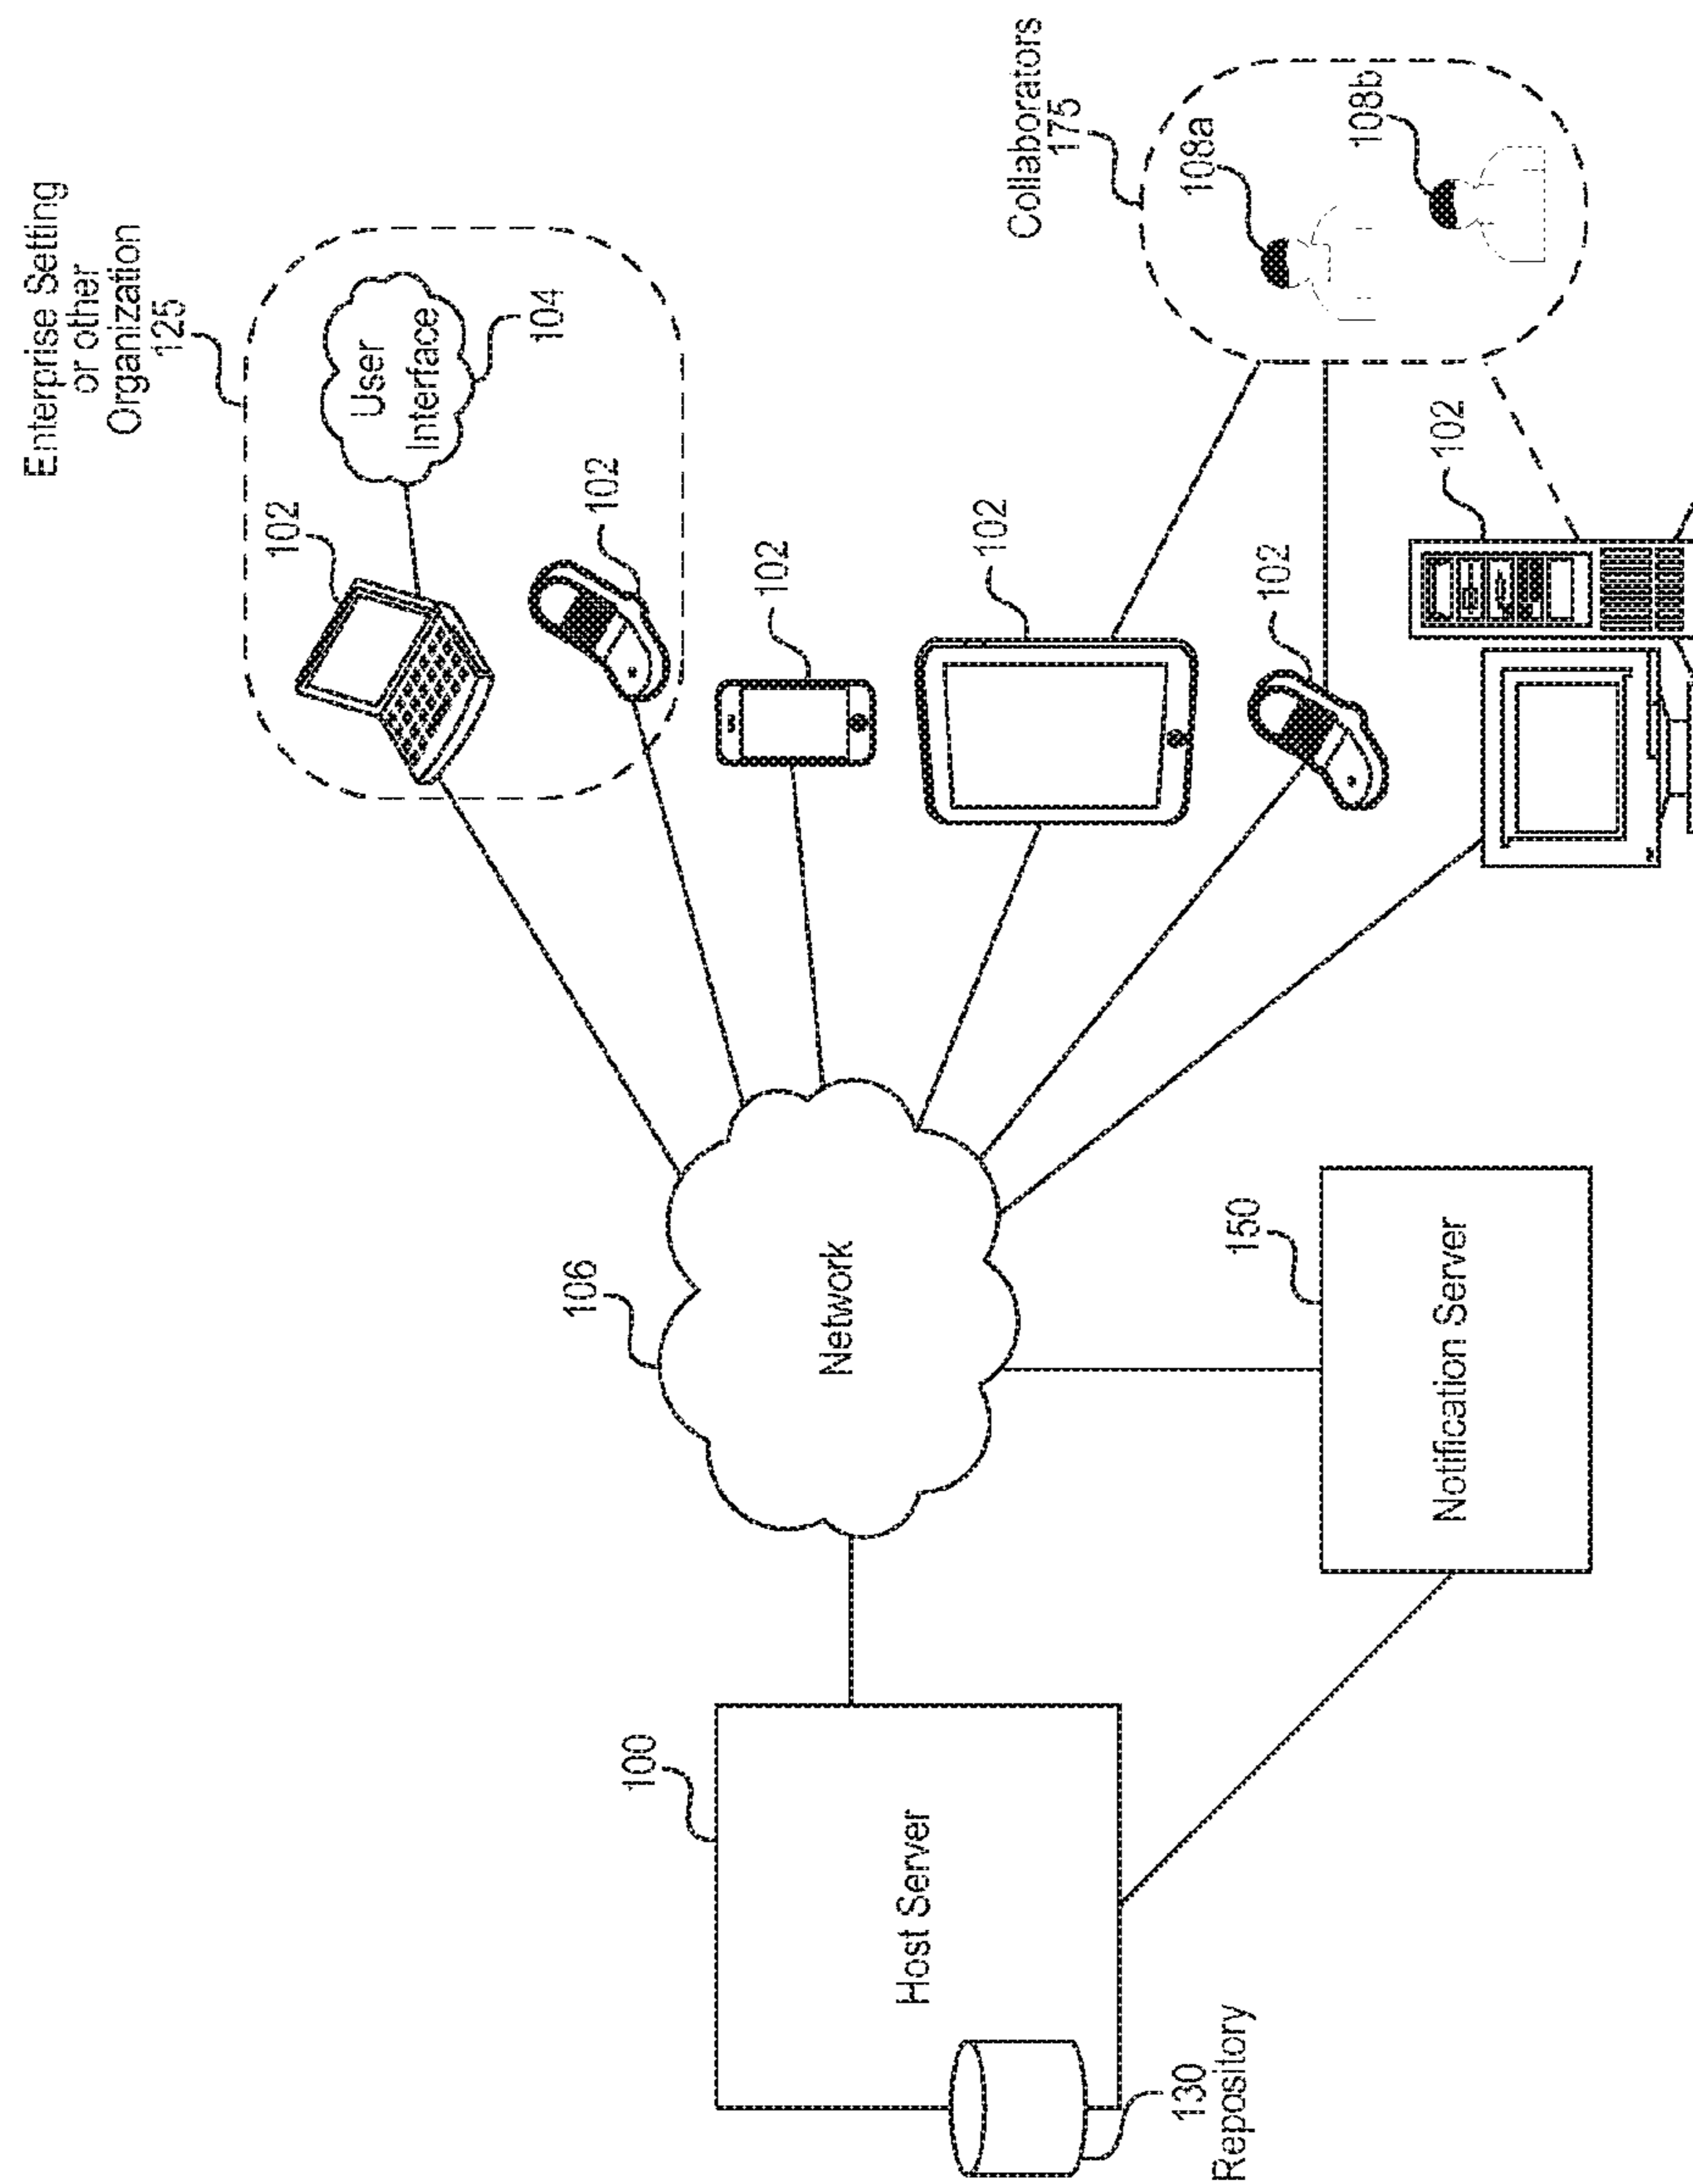 Enterprise Setting
or other
Organization
125
102
User
Interface
104
102
102
102
102
102
Collaborators
175
108a
108b
106
Network
150
Notification Server
100
Host Server
130
Repository